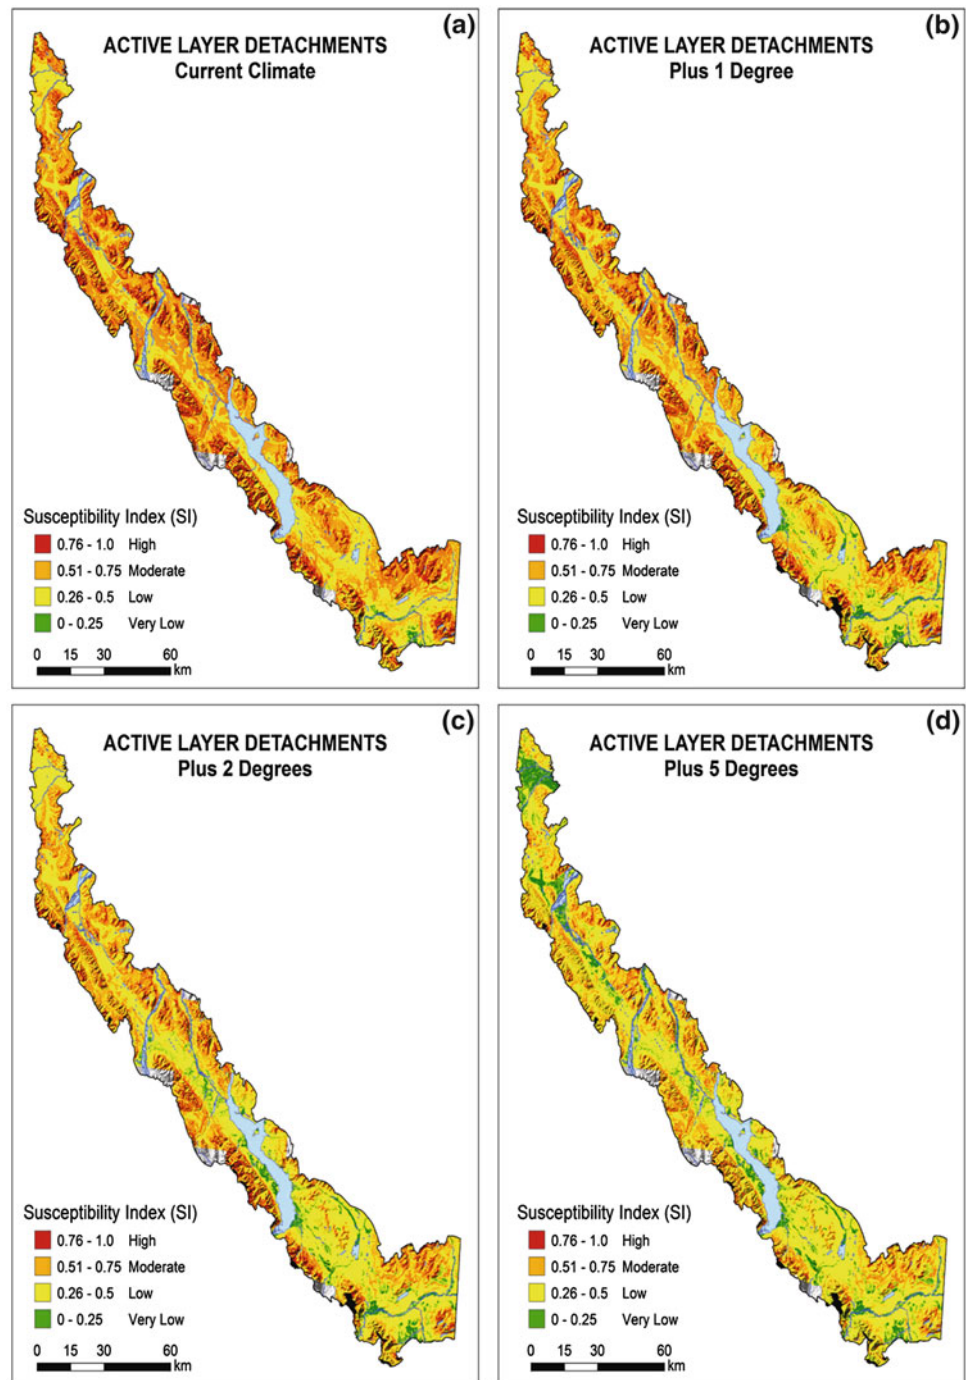 (a)
ACTIVE LAYER DETACHMENTS
Current Climate
Susceptibility Index (SI)
0.76 - 1.0 High
0.51 - 0.75 Moderate
0.26 - 0.5 Low
0 - 0.25 Very Low
0 15 30 60
km
(b)
ACTIVE LAYER DETACHMENTS
Plus 1 Degree
Susceptibility Index (SI)
0.76 - 1.0 High
0.51 - 0.75 Moderate
0.26 - 0.5 Low
0 - 0.25 Very Low
0 15 30 60
km
(c)
ACTIVE LAYER DETACHMENTS
Plus 2 Degrees
Susceptibility Index (SI)
0.76 - 1.0 High
0.51 - 0.75 Moderate
0.26 - 0.5 Low
0 - 0.25 Very Low
0 15 30 60
km
(d)
ACTIVE LAYER DETACHMENTS
Plus 5 Degrees
Susceptibility Index (SI)
0.76 - 1.0 High
0.51 - 0.75 Moderate
0.26 - 0.5 Low
0 - 0.25 Very Low
0 15 30 60
km